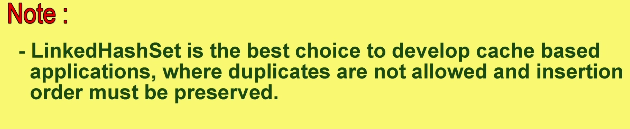 Note :
- LinkedHashSet is the best choice to develop cache based
applications, where duplicates are not allowed and insertion
order must be preserved.